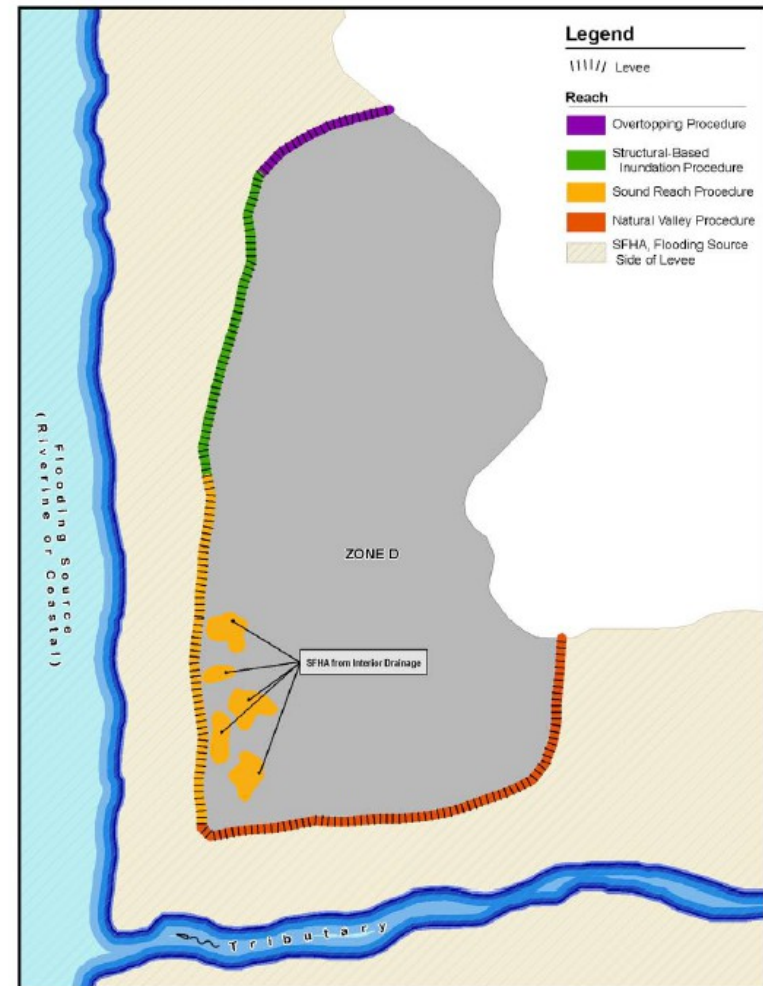 Legend
Levee
Reach
Overtopping Procedure
Structural-Based
Inundation Procedure
Sound Reach Procedure
Natural Valley Procedure
SFHA, Flooding Source
Side of Levee
Flooding Source
(Riverine or Coastal)
ZONE D
SFHA from Interior Drainage
Tributary